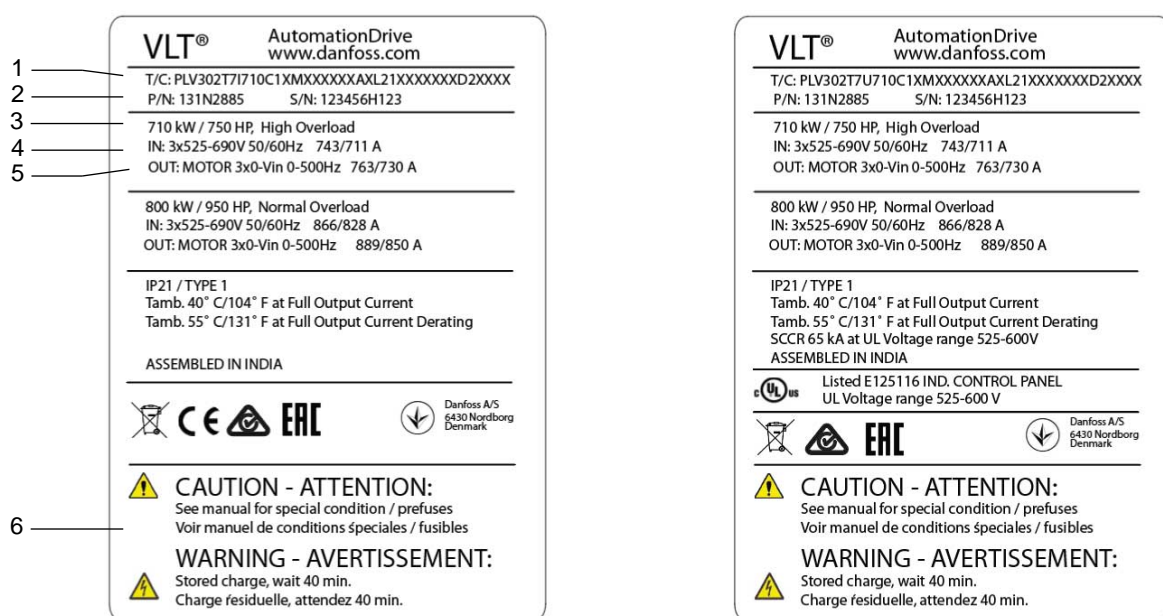 VLT® AutomationDrive
www.danfoss.com
1
T/C: PLV302T7I710C1XMXXXXXXAXL21XXXXXXXD2XXXX
2
P/N: 131N2885 S/N: 123456H123
3
710 kW / 750 HP, High Overload
4
IN: 3x525-690V 50/60Hz 743/711 A
5
OUT: MOTOR 3x0-Vin 0-500Hz 763/730 A
800 kW / 950 HP, Normal Overload
IN: 3x525-690V 50/60Hz 866/828 A
OUT: MOTOR 3x0-Vin 0-500Hz 889/850 A
IP21 / TYPE 1
Tamb. 40˚ C/104˚ F at Full Output Current
Tamb. 55˚ C/131˚ F at Full Output Current Derating
ASSEMBLED IN INDIA
CE EAC
Danfoss A/S
6430 Nordborg
Denmark
CAUTION - ATTENTION:
See manual for special condition / prefuses
6
Voir manuel de conditions śpeciales / fusibles
WARNING - AVERTISSEMENT:
Stored charge, wait 40 min.
Charge ŕesiduelle, attendez 40 min.
VLT® AutomationDrive
www.danfoss.com
T/C: PLV302T7U710C1XMXXXXXXAXL21XXXXXXXD2XXXX
P/N: 131N2885 S/N: 123456H123
710 kW / 750 HP, High Overload
IN: 3x525-690V 50/60Hz 743/711 A
OUT: MOTOR 3x0-Vin 0-500Hz 763/730 A
800 kW / 950 HP, Normal Overload
IN: 3x525-690V 50/60Hz 866/828 A
OUT: MOTOR 3x0-Vin 0-500Hz 889/850 A
IP21 / TYPE 1
Tamb. 40˚ C/104˚ F at Full Output Current
Tamb. 55˚ C/131˚ F at Full Output Current Derating
SCCR 65 kA at UL Voltage range 525-600V
ASSEMBLED IN INDIA
c UL us Listed E125116 IND. CONTROL PANEL
UL Voltage range 525-600 V
EAC
Danfoss A/S
6430 Nordborg
Denmark
CAUTION - ATTENTION:
See manual for special condition / prefuses
Voir manuel de conditions śpeciales / fusibles
WARNING - AVERTISSEMENT:
Stored charge, wait 40 min.
Charge ŕesiduelle, attendez 40 min.